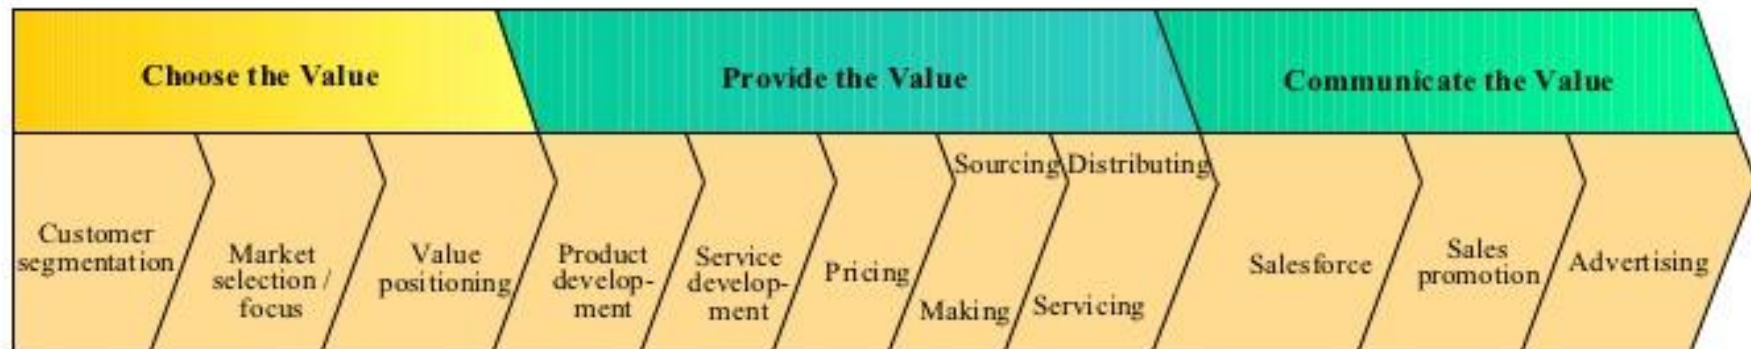 Choose the Value
Provide the Value
Communicate the Value
Customer
segmentation
Market
selection /
focus
Value
positioning
Product
develop-
ment
Service
develop-
ment
Pricing
Sourcing
Making
Distributing
Servicing
Salesforce
Sales
promotion
Advertising